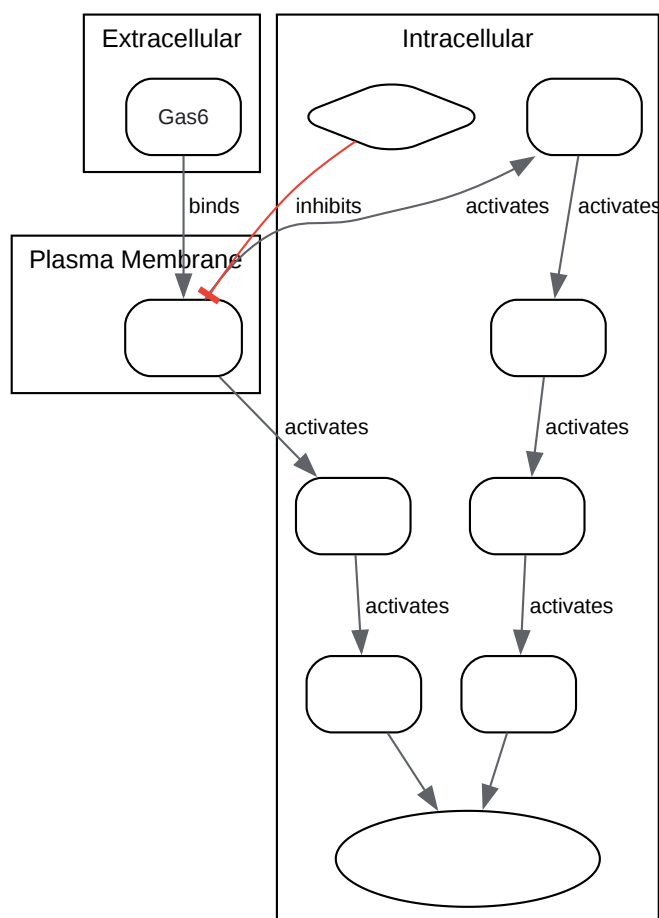 Extracellular
Intracellular
Gas6
binds
inhibits
activates
activates
Plasma Membrane
activates
activates
activates
activates